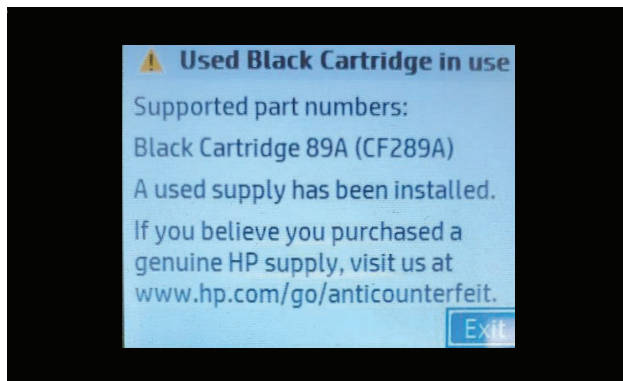 Used Black Cartridge in use
Supported part numbers:
Black Cartridge 89A (CF289A)
A used supply has been installed.
If you believe you purchased a
genuine HP supply, visit us at
www.hp.com/go/anticounterfeit.
Exit